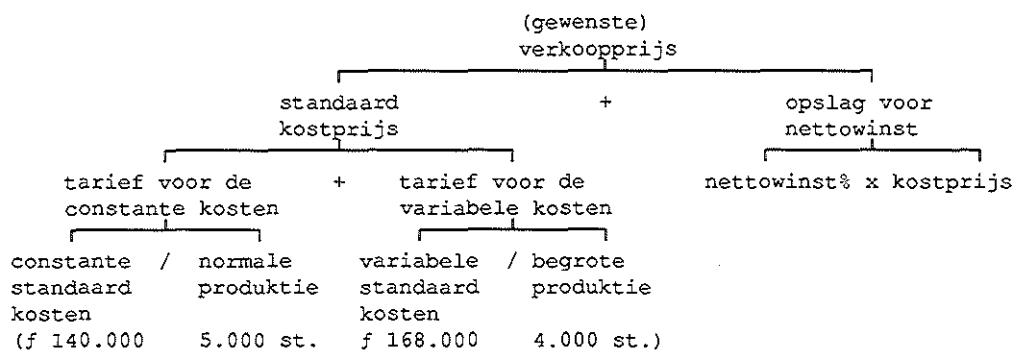 (gewenste)
verkoopprijs
standaard + opslag voor
kostprijs nettowinst
tarief voor de + tarief voor de nettowinst% x kostprijs
constante kosten variabele kosten
constante / normale variabele / begrote
standaard produktie standaard produktie
kosten kosten
(ƒ 140.000 5.000 st. ƒ 168.000 4.000 st.)